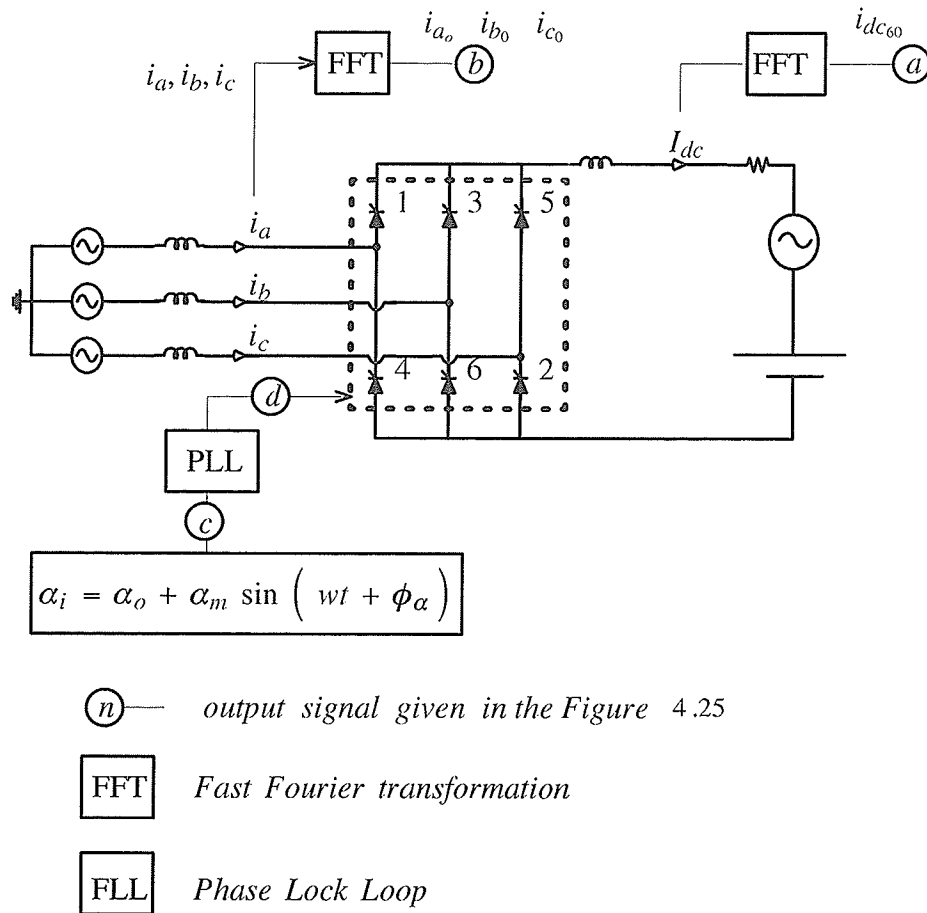 i_{a_o} i_{b_0} i_{c_0}
i_{dc_{60}}
FFT
b
FFT
a
i_a, i_b, i_c
I_{dc}
1 3 5
i_a
i_b
i_c
4 6 2
d
PLL
c
α_i = α_o + α_m sin ( wt + ϕ_α )
n output signal given in the Figure 4.25
FFT Fast Fourier transformation
FLL Phase Lock Loop